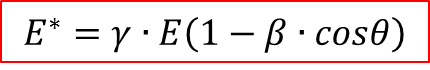 E* = γ · E(1 − β · cosθ)